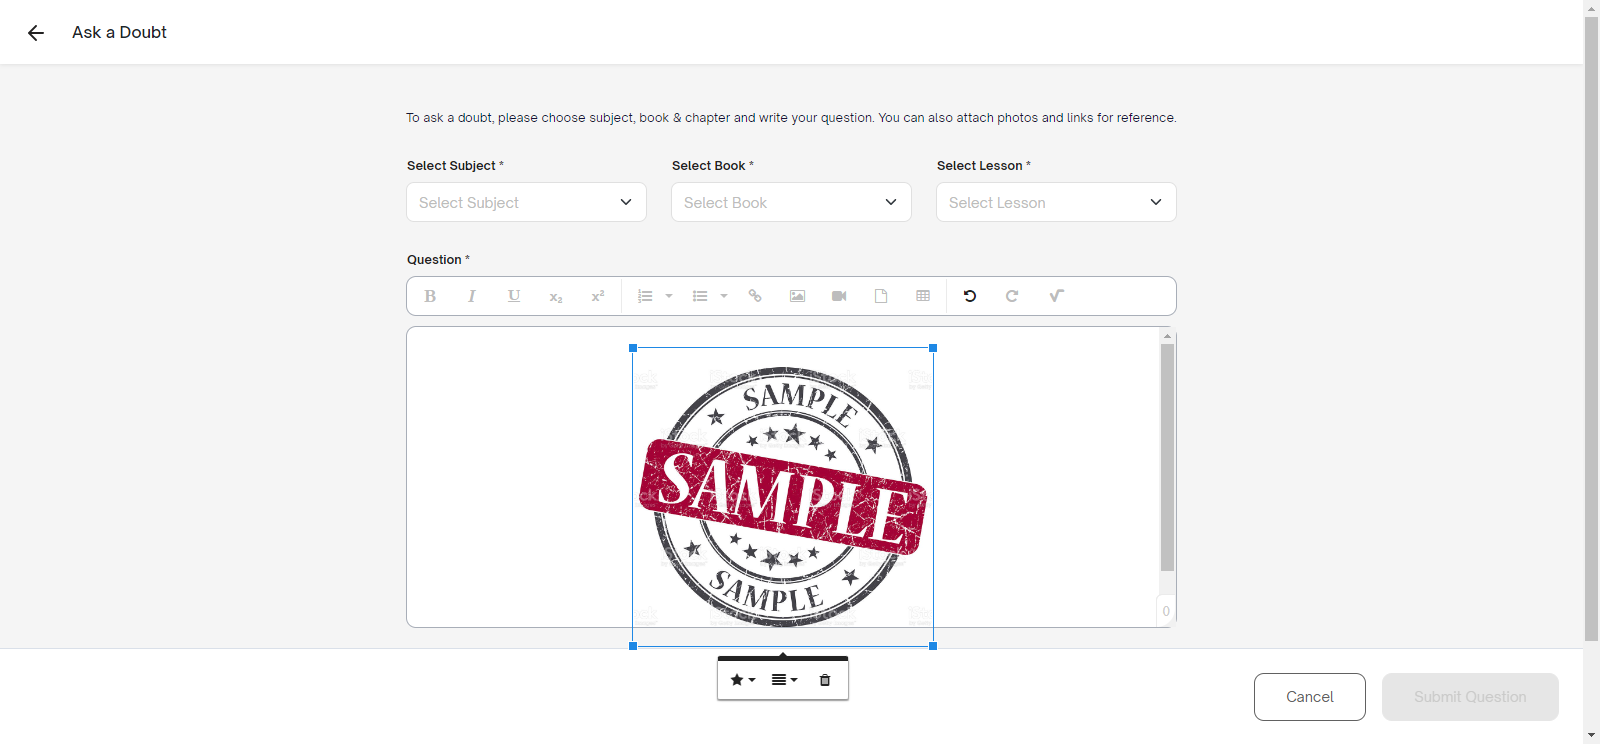 Ask a Doubt
To ask a doubt, please choose subject, book & chapter and write your question. You can also attach photos and links for reference.
Select Subject * Select Book * Select Lesson *
Select Subject Select Book Select Lesson
Question *
B I U x₂ x²
SAMPLE
SAMPLE
SAMPLE
0
Cancel Submit Question